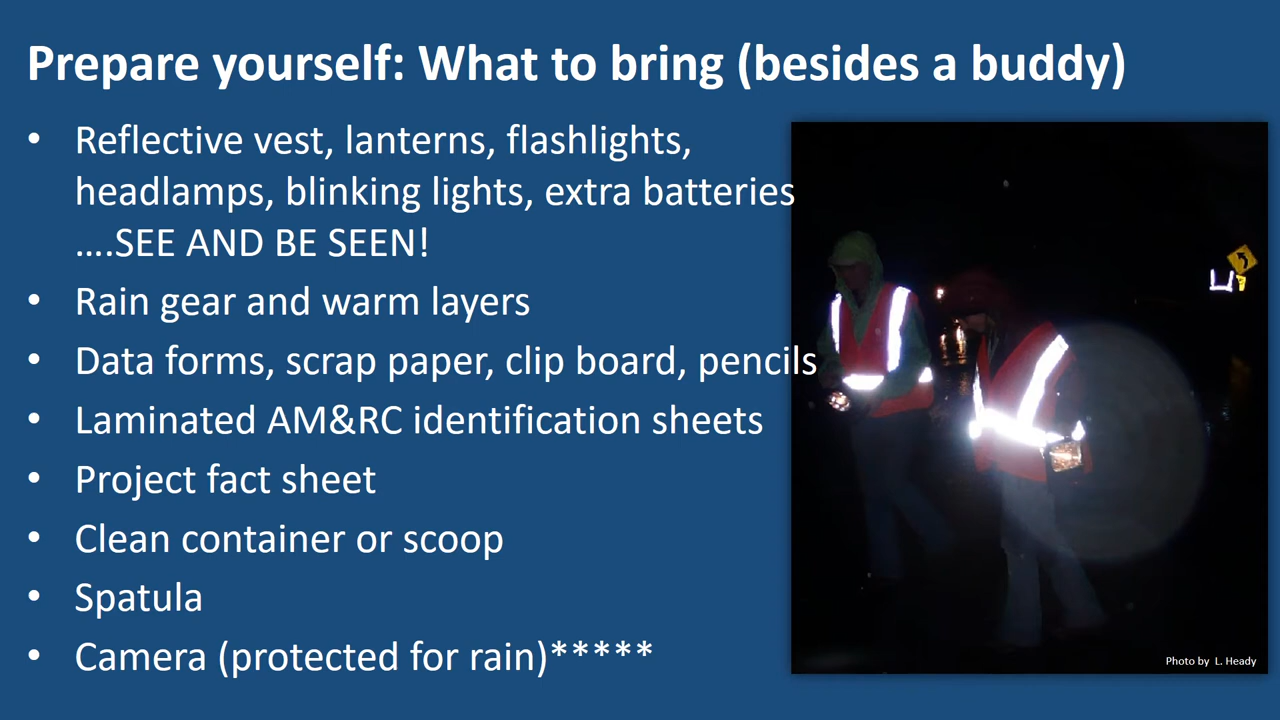 Prepare yourself: What to bring (besides a buddy)
• Reflective vest, lanterns, flashlights,
headlamps, blinking lights, extra batteries
....SEE AND BE SEEN!
• Rain gear and warm layers
• Data forms, scrap paper, clip board, pencils
• Laminated AM&RC identification sheets
• Project fact sheet
• Clean container or scoop
• Spatula
• Camera (protected for rain)*****
Photo by L. Heady